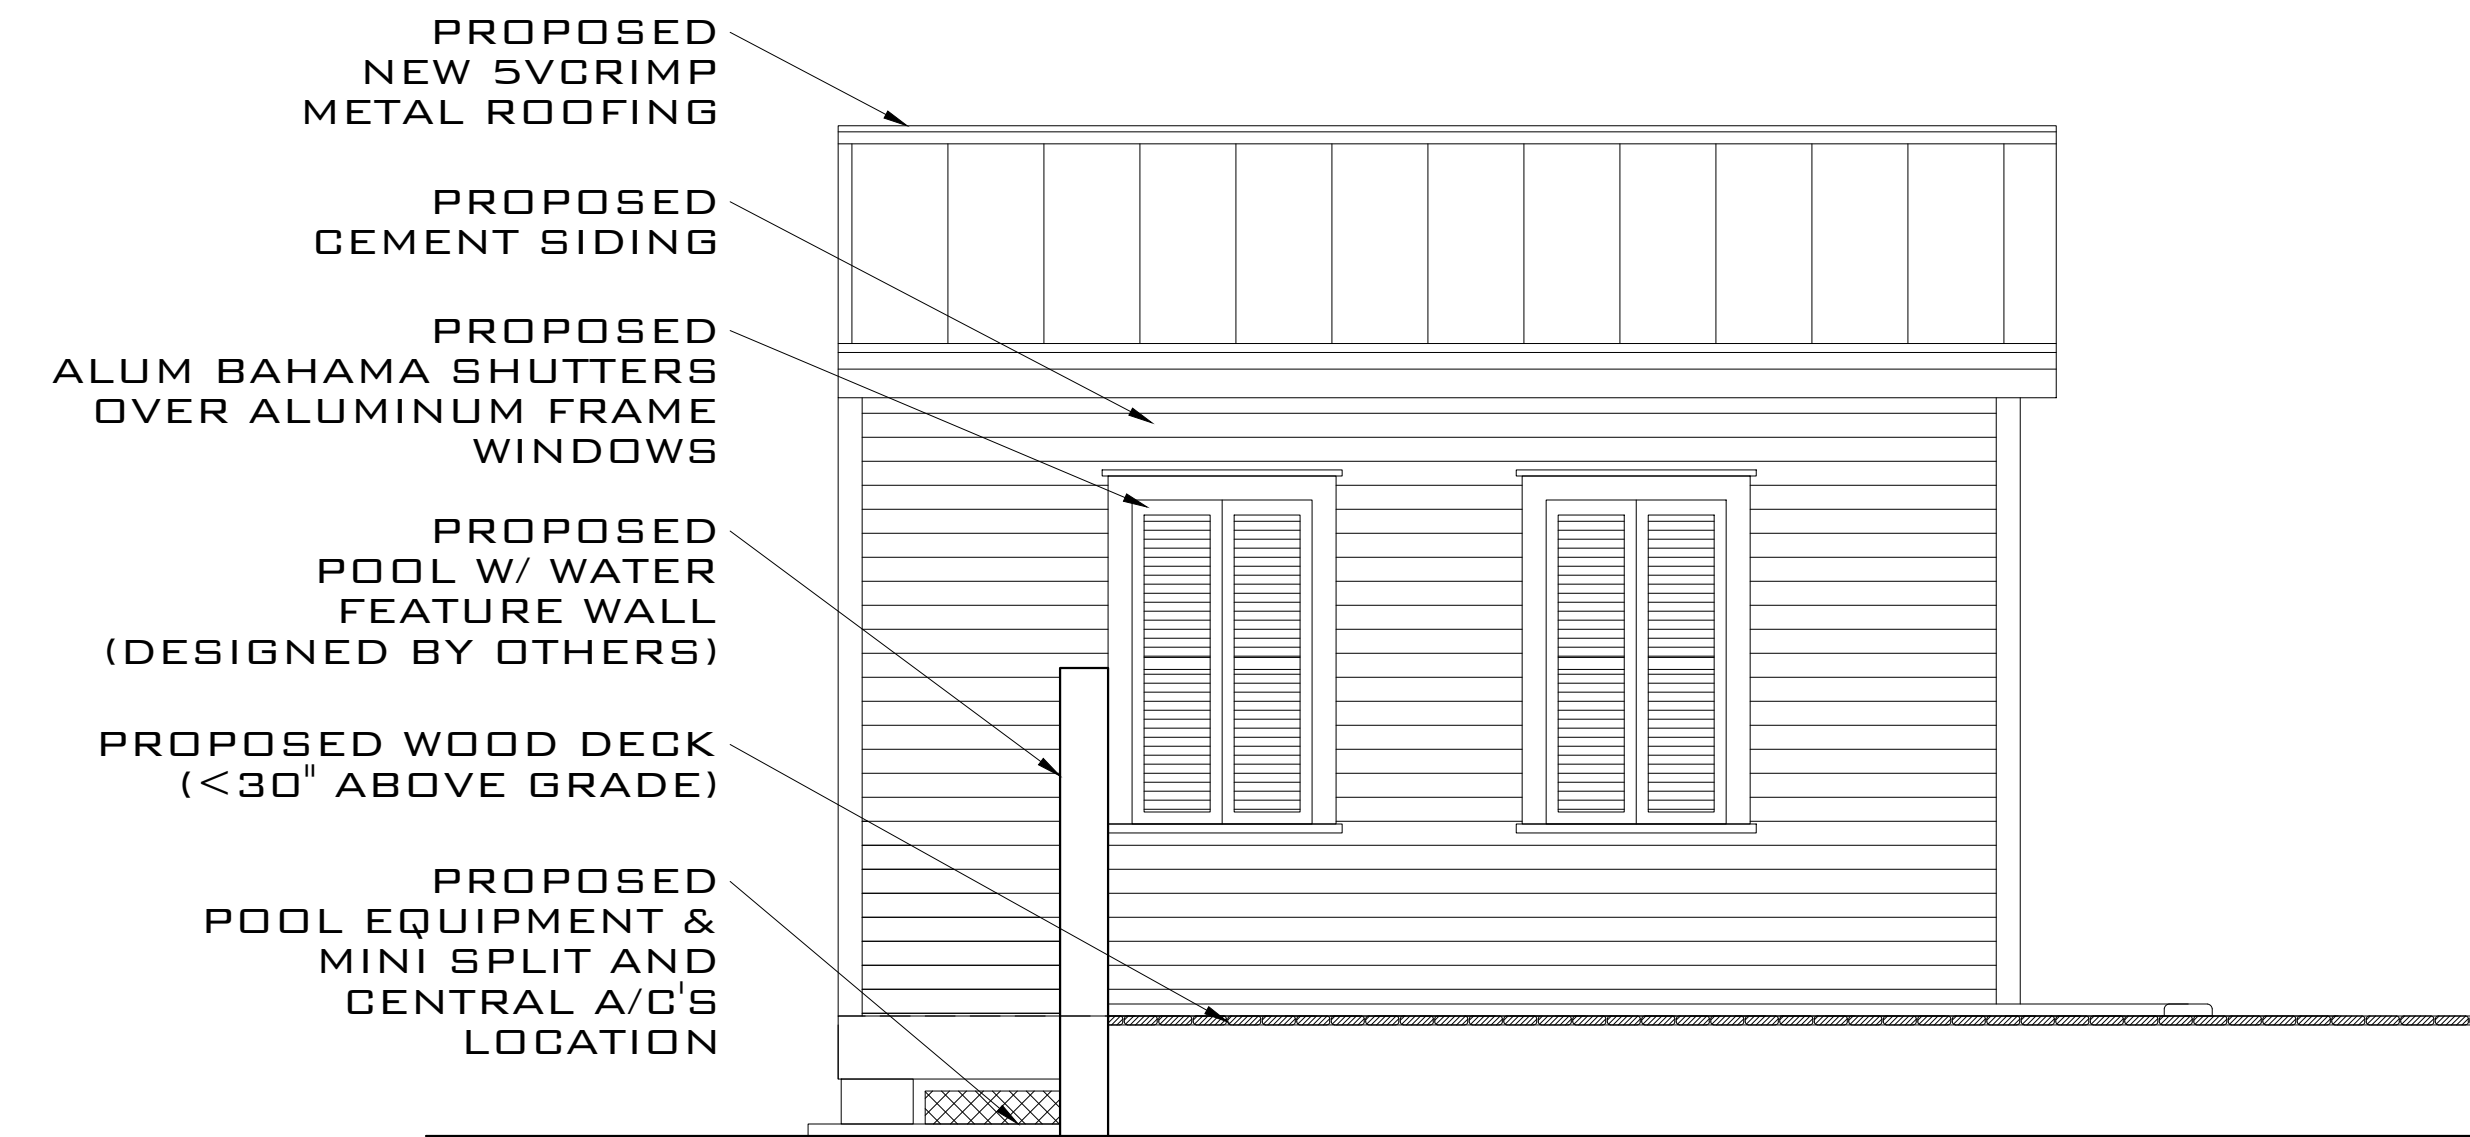 PROPOSED
NEW 5VCRIMP
METAL ROOFING
PROPOSED
CEMENT SIDING
PROPOSED
ALUM BAHAMA SHUTTERS
OVER ALUMINUM FRAME
WINDOWS
PROPOSED
POOL W/ WATER
FEATURE WALL
(DESIGNED BY OTHERS)
PROPOSED WOOD DECK
(<30" ABOVE GRADE)
PROPOSED
POOL EQUIPMENT &
MINI SPLIT AND
CENTRAL A/C'S
LOCATION